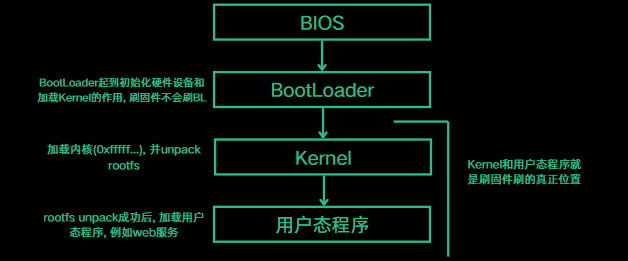 BIOS
BootLoader起到初始化硬件设备和
加载Kernel的作用, 刷固件不会刷BL
BootLoader
加载内核(0xfffff...), 并unpack
rootfs
Kernel
Kernel和用户态程序就
是刷固件刷的真正位置
rootfs unpack成功后, 加载用户
态程序, 例如web服务
用户态程序